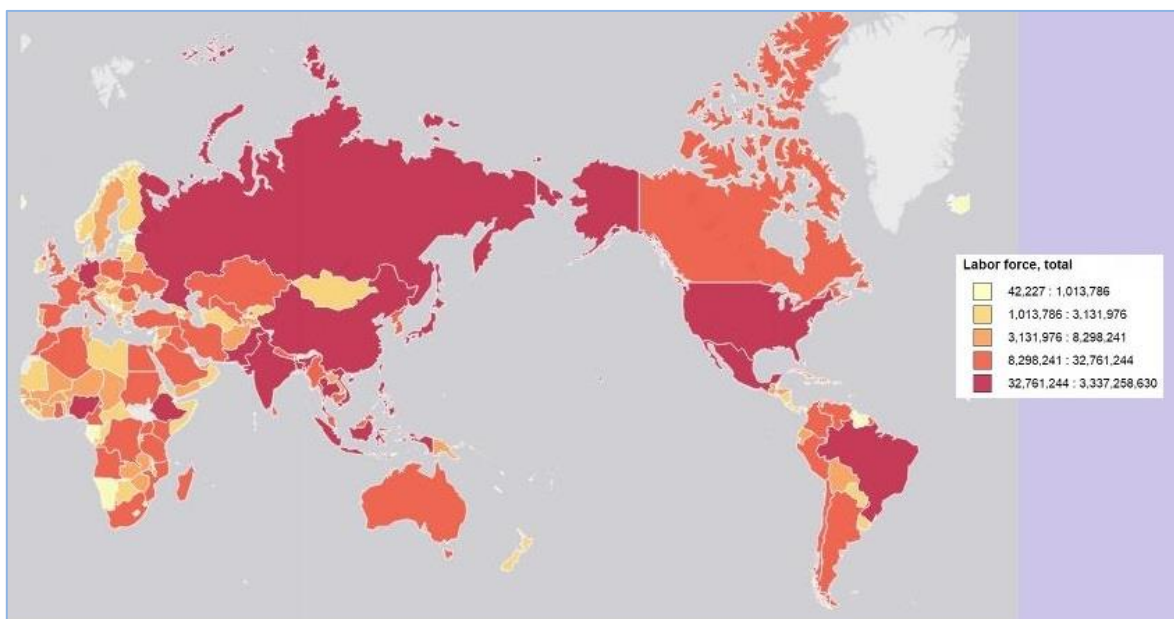 Labor force, total
42,227 : 1,013,786
1,013,786 : 3,131,976
3,131,976 : 8,298,241
8,298,241 : 32,761,244
32,761,244 : 3,337,258,630